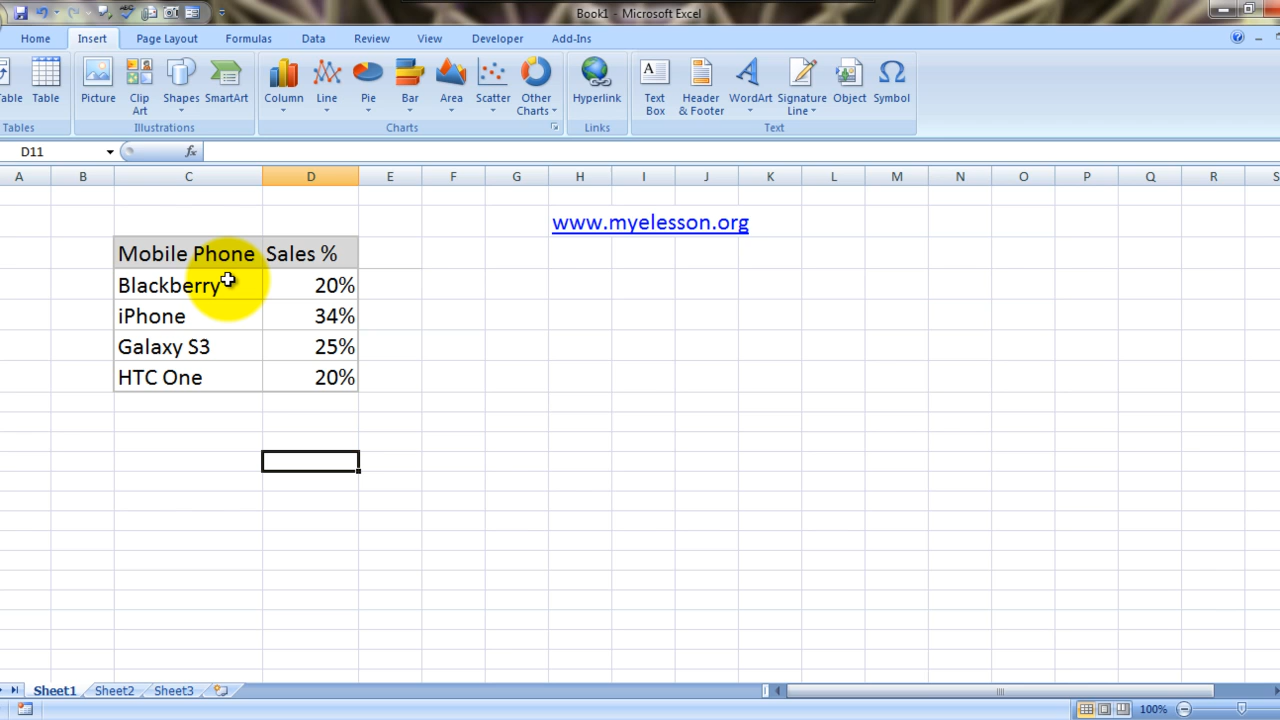 Book1 - Microsoft Excel
Home Insert Page Layout Formulas Data Review View Developer Add-Ins
Table Table Picture Clip Art Shapes SmartArt Column Line Pie Bar Area Scatter Other Charts Hyperlink Text Box Header & Footer WordArt Signature Line Object Symbol
Tables Illustrations Charts Links Text
D11 fx
A B C D E F G H I J K L M N O P Q R S
www.myelesson.org
Mobile Phone Sales %
Blackberry 20%
iPhone 34%
Galaxy S3 25%
HTC One 20%
Sheet1 Sheet2 Sheet3
100%